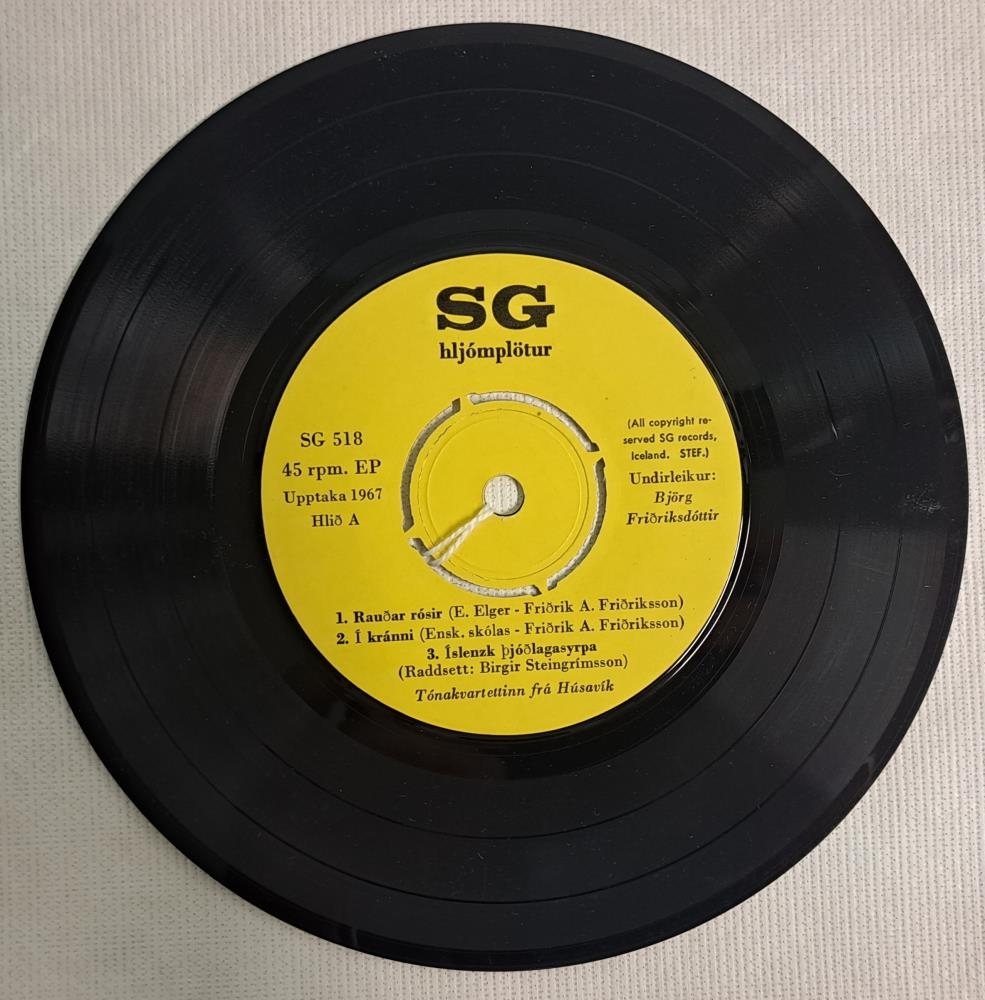 SG
hljómplötur
SG 518
45 rpm. EP
Upptaka 1967
Hlið A
(All copyright re-
served SG records,
Iceland. STEF.)
Undirleikur:
Björg
Friðriksdóttir
1. Rauðar rósir (E. Elger - Friðrik A. Friðriksson)
2. Í kránni (Ensk. skólas - Friðrik A. Friðriksson)
3. Íslenzk þjóðlagasyrpa
(Raddsett: Birgir Steingrímsson)
Tónakvartettinn frá Húsavík